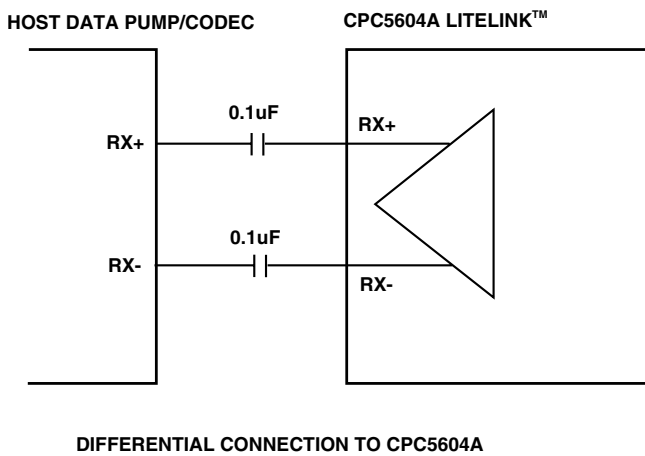 HOST DATA PUMP/CODEC
CPC5604A LITELINK™
0.1uF
RX+
RX+
0.1uF
RX-
RX-
DIFFERENTIAL CONNECTION TO CPC5604A